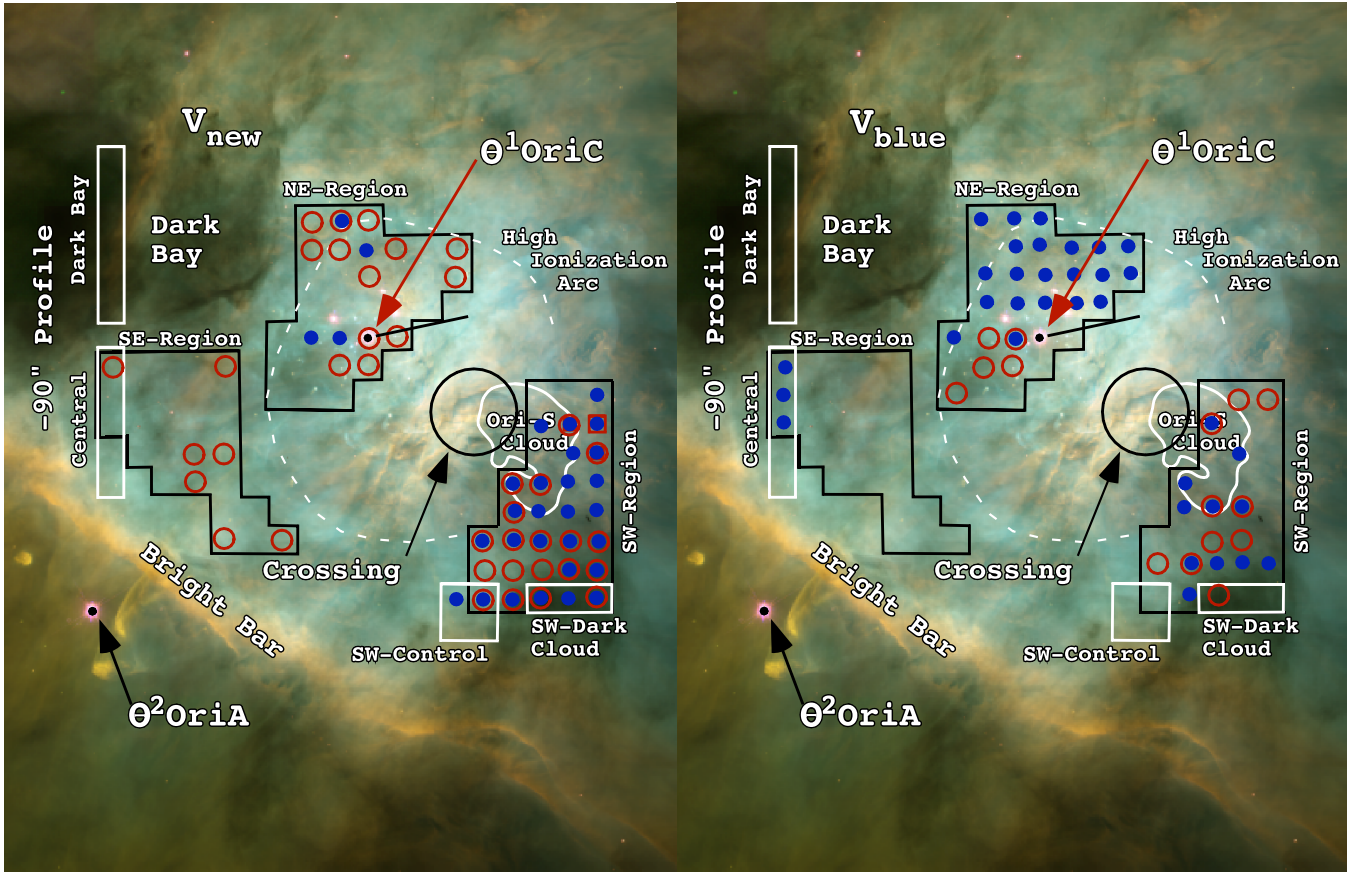 Vnew
Θ1OriC
NE-Region
Dark Bay
Dark
Bay
High
Ionization
Arc
-90" Profile
SE-Region
Central
Ori-S
Cloud
SW-Region
Bright Bar
Crossing
SW-Control
SW-Dark
Cloud
Θ2OriA
Vblue
Θ1OriC
NE-Region
Dark Bay
Dark
Bay
High
Ionization
Arc
-90" Profile
SE-Region
Central
Ori-S
Cloud
SW-Region
Bright Bar
Crossing
SW-Control
SW-Dark
Cloud
Θ2OriA